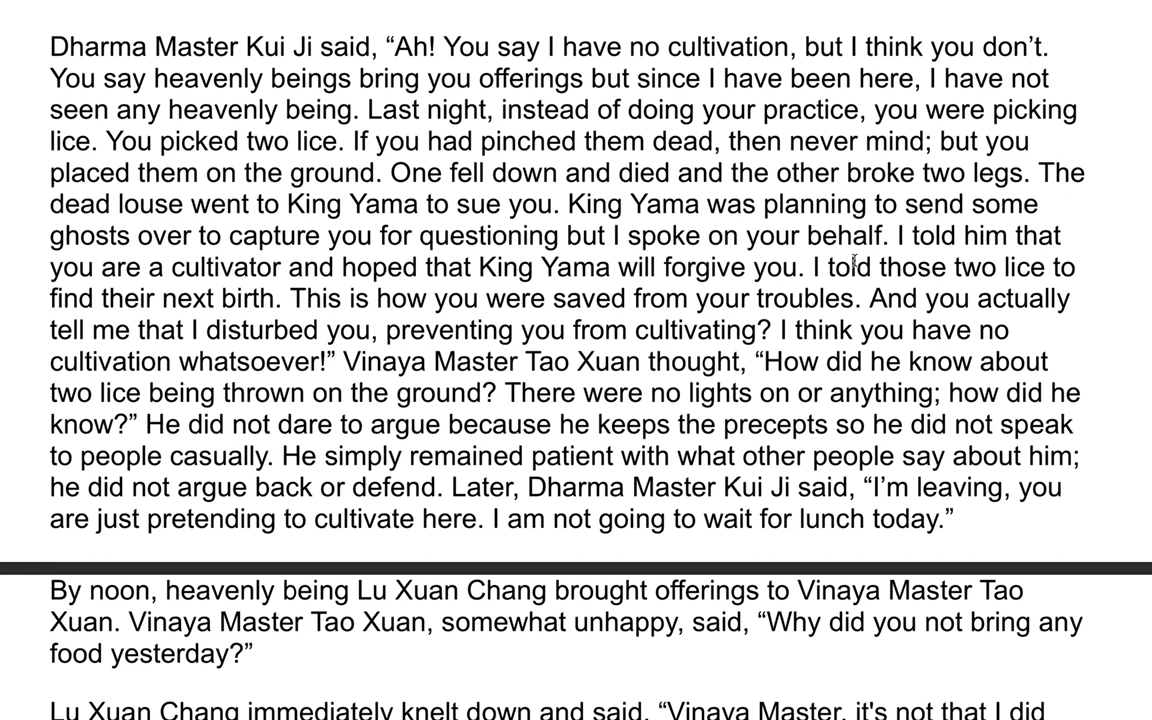 Dharma Master Kui Ji said, “Ah! You say I have no cultivation, but I think you don’t.
You say heavenly beings bring you offerings but since I have been here, I have not
seen any heavenly being. Last night, instead of doing your practice, you were picking
lice. You picked two lice. If you had pinched them dead, then never mind; but you
placed them on the ground. One fell down and died and the other broke two legs. The
dead louse went to King Yama to sue you. King Yama was planning to send some
ghosts over to capture you for questioning but I spoke on your behalf. I told him that
you are a cultivator and hoped that King Yama will forgive you. I told those two lice to
find their next birth. This is how you were saved from your troubles. And you actually
tell me that I disturbed you, preventing you from cultivating? I think you have no
cultivation whatsoever!” Vinaya Master Tao Xuan thought, “How did he know about
two lice being thrown on the ground? There were no lights on or anything; how did he
know?” He did not dare to argue because he keeps the precepts so he did not speak
to people casually. He simply remained patient with what other people say about him;
he did not argue back or defend. Later, Dharma Master Kui Ji said, “I’m leaving, you
are just pretending to cultivate here. I am not going to wait for lunch today.”
By noon, heavenly being Lu Xuan Chang brought offerings to Vinaya Master Tao
Xuan. Vinaya Master Tao Xuan, somewhat unhappy, said, “Why did you not bring any
food yesterday?”
Lu Xuan Chang immediately knelt down and said, “Vinaya Master, it's not that I did